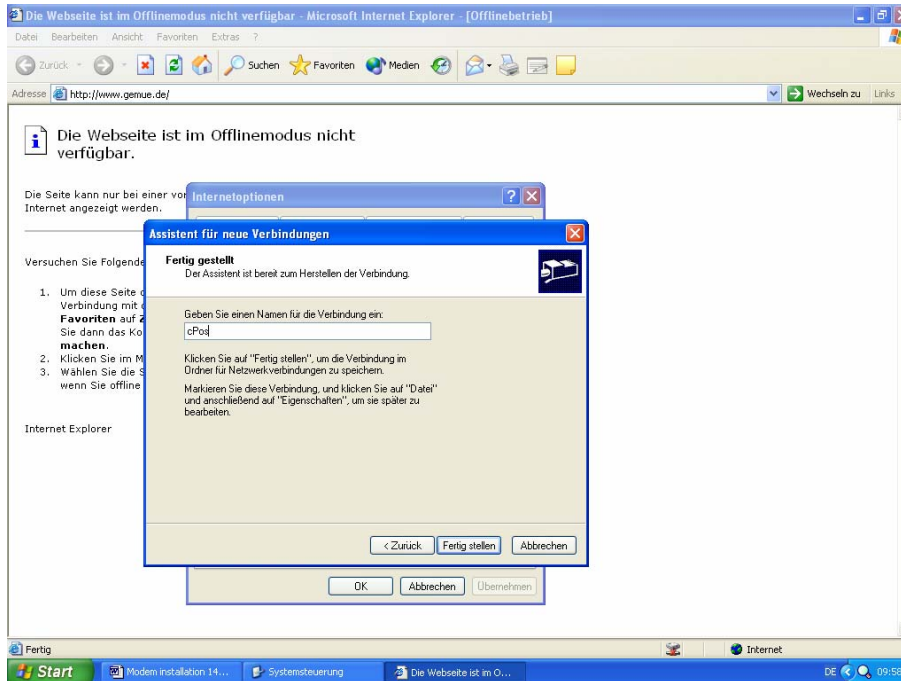 Die Webseite ist im Offlinemodus nicht verfügbar - Microsoft Internet Explorer - [Offlinebetrieb]
Datei Bearbeiten Ansicht Favoriten Extras ?
Zurück Suchen Favoriten Medien
Adresse http://www.gemue.de/ Wechseln zu Links
Die Webseite ist im Offlinemodus nicht
verfügbar.
Die Seite kann nur bei einer vor
Internet angezeigt werden.
Internetoptionen
Assistent für neue Verbindungen
Fertig gestellt
Der Assistent ist bereit zum Herstellen der Verbindung.
Geben Sie einen Namen für die Verbindung ein:
cPos
Klicken Sie auf "Fertig stellen", um die Verbindung im
Ordner für Netzwerkverbindungen zu speichern.
Markieren Sie diese Verbindung, und klicken Sie auf "Datei"
und anschließend auf "Eigenschaften", um sie später zu
bearbeiten.
< Zurück Fertig stellen Abbrechen
OK Abbrechen Übernehmen
Versuchen Sie Folgende
1. Um diese Seite
Verbindung mit
Favoriten auf
Sie dann das Ko
machen.
2. Klicken Sie im M
3. Wählen Sie die S
wenn Sie offline
Internet Explorer
Fertig Internet
Start Modem installation 14... Systemsteuerung Die Webseite ist im O... DE 09:58